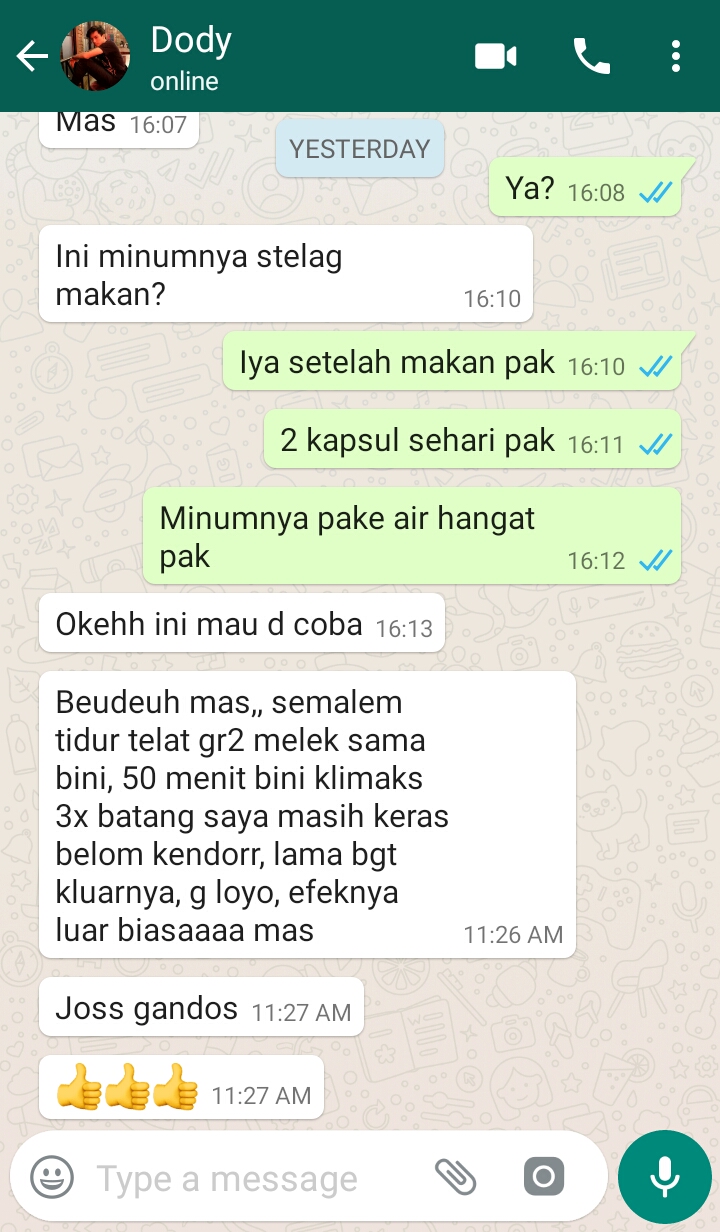 Dody
online
Mas 16:07
YESTERDAY
Ya? 16:08
Ini minumnya stelag
makan? 16:10
Iya setelah makan pak 16:10
2 kapsul sehari pak 16:11
Minumnya pake air hangat
pak 16:12
Okehh ini mau d coba 16:13
Beudeuh mas,, semalem
tidur telat gr2 melek sama
bini, 50 menit bini klimaks
3x batang saya masih keras
belom kendorr, lama bgt
kluarnya, g loyo, efeknya
luar biasaaaa mas 11:26 AM
Joss gandos 11:27 AM
👍👍👍 11:27 AM
Type a message